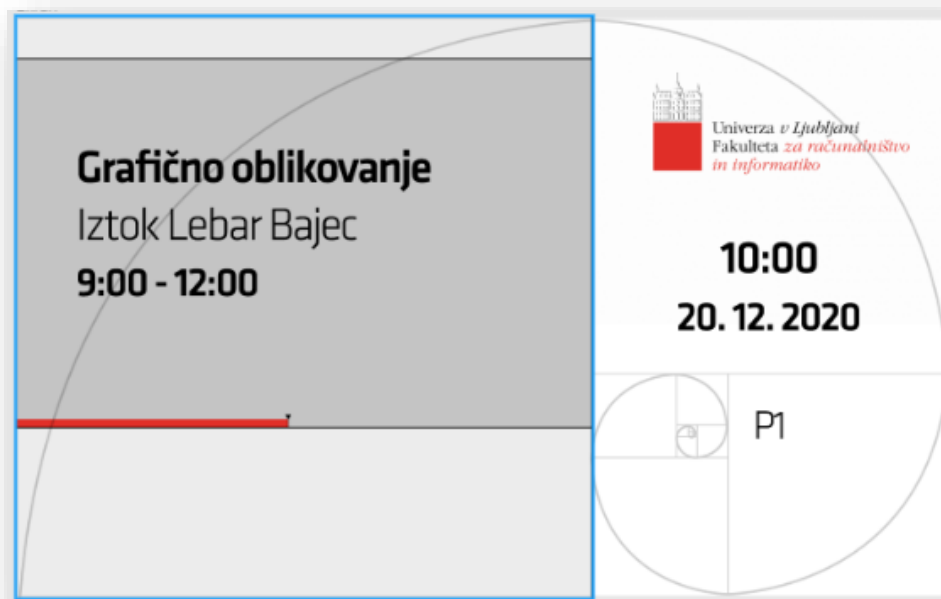 Grafično oblikovanje
Iztok Lebar Bajec
9:00 - 12:00
Univerza v Ljubljani
Fakulteta za računalništvo
in informatiko
10:00
20. 12. 2020
P1